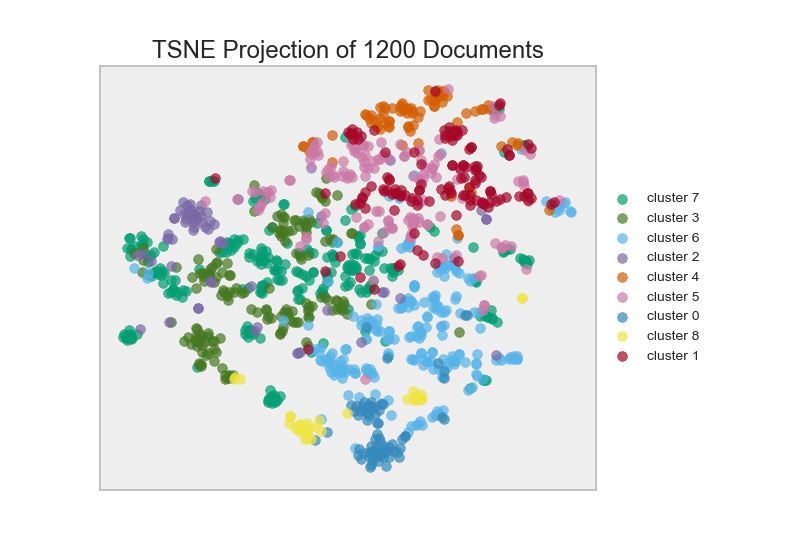 TSNE Projection of 1200 Documents
cluster 7
cluster 3
cluster 6
cluster 2
cluster 4
cluster 5
cluster 0
cluster 8
cluster 1